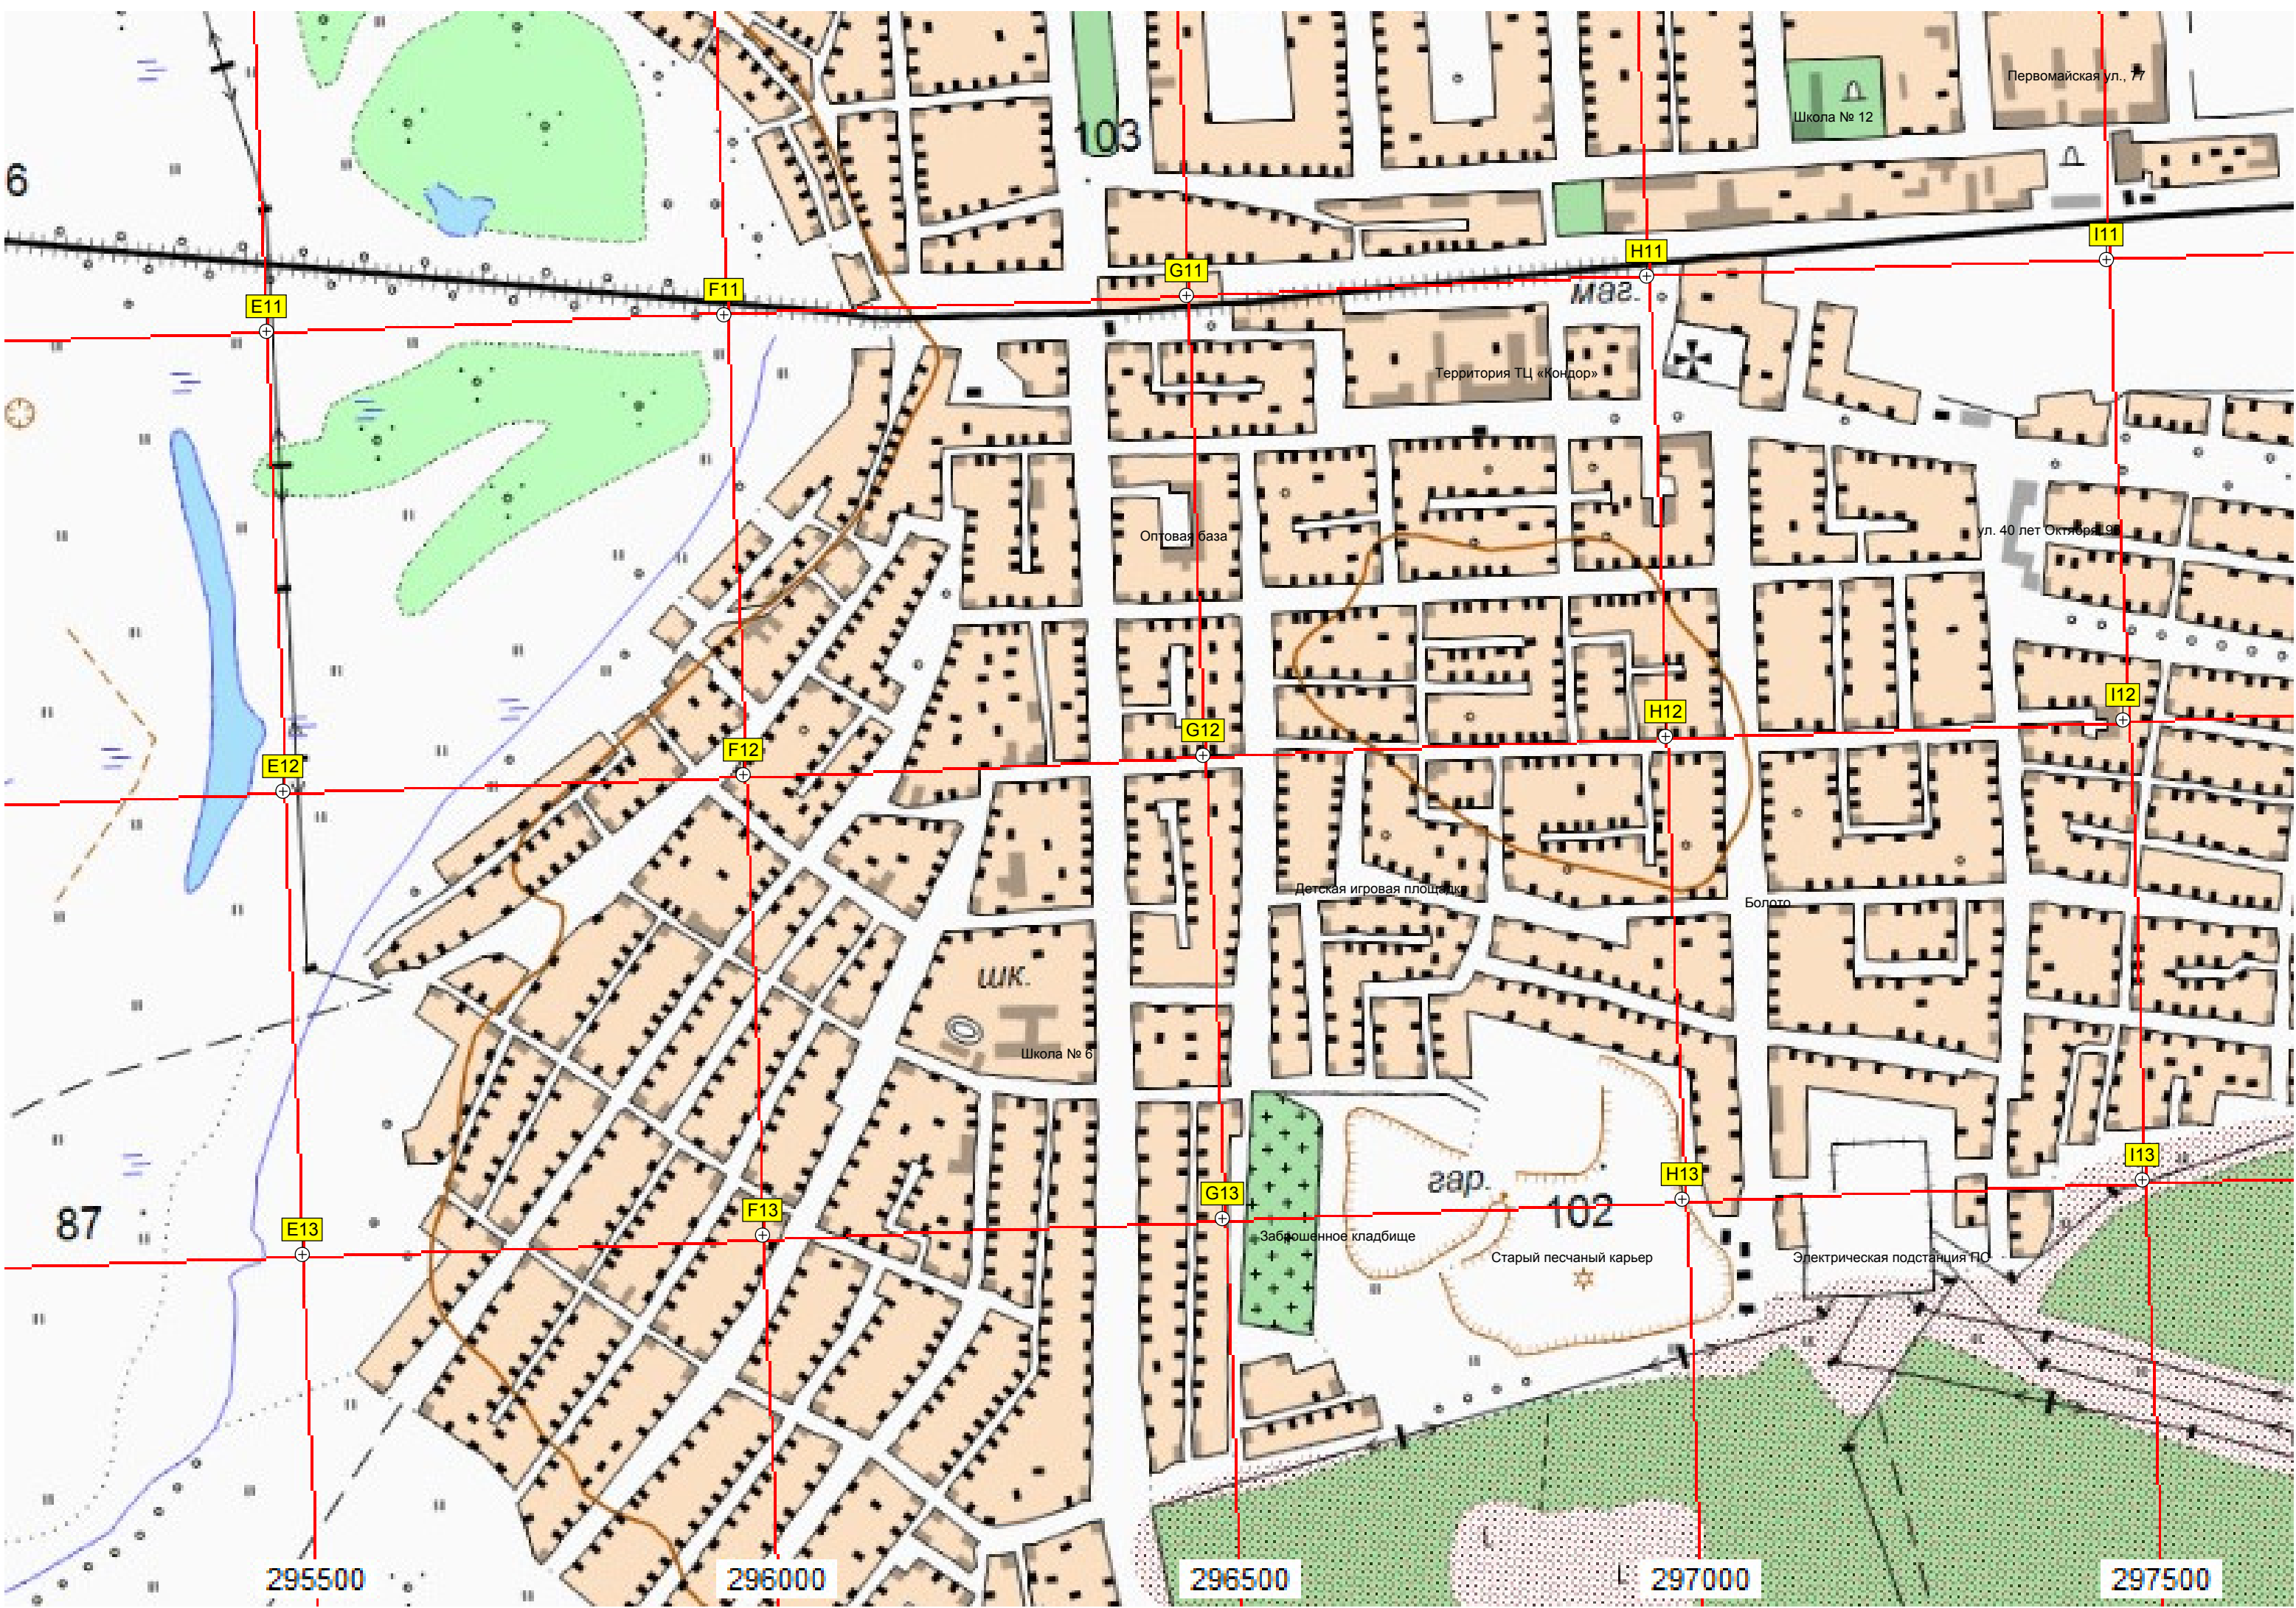 Первомайская ул., 77
Школа № 12
103
6
I11
H11
G11
маг.
F11
E11
Территория ТЦ «Кондор»
ул. 40 лет Октября, 9
Оптовая база
I12
H12
G12
F12
E12
Детская игровая площадка
Болото
шк.
Школа № 6
I13
H13
гар.
G13
102
F13
87
E13
Заброшенное кладбище
Старый песчаный карьер
Электрическая подстанция ПС
295500
296000
296500
297000
297500